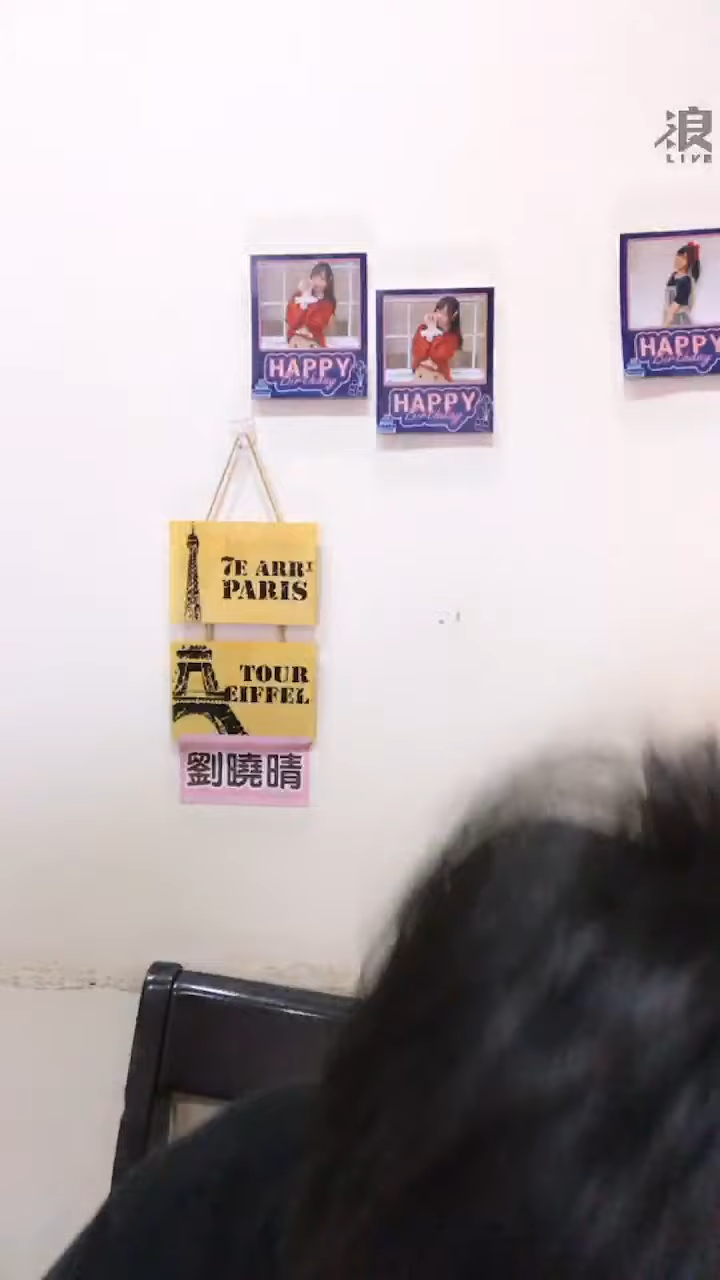 浪
LIVE
HAPPY
Birthday
HAPPY
Birthday
HAPPY
Birthday
7E ARRT
PARIS
TOUR
EIFFEL
劉曉晴